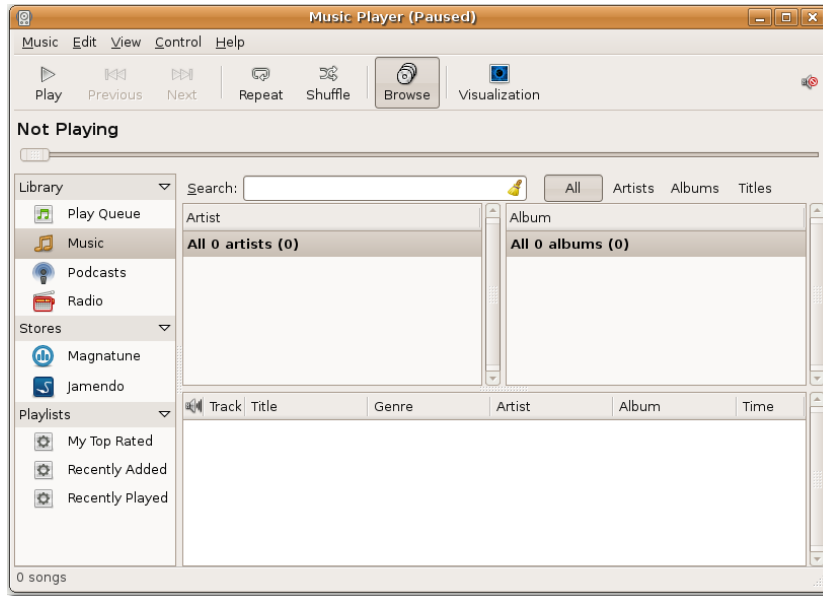 Music Player (Paused)
Music Edit View Control Help
Play Previous Next Repeat Shuffle Browse Visualization
Not Playing
Library
Play Queue
Music
Podcasts
Radio
Stores
Magnatune
Jamendo
Playlists
My Top Rated
Recently Added
Recently Played
Search:
All Artists Albums Titles
Artist
All 0 artists (0)
Album
All 0 albums (0)
Track Title Genre Artist Album Time
0 songs